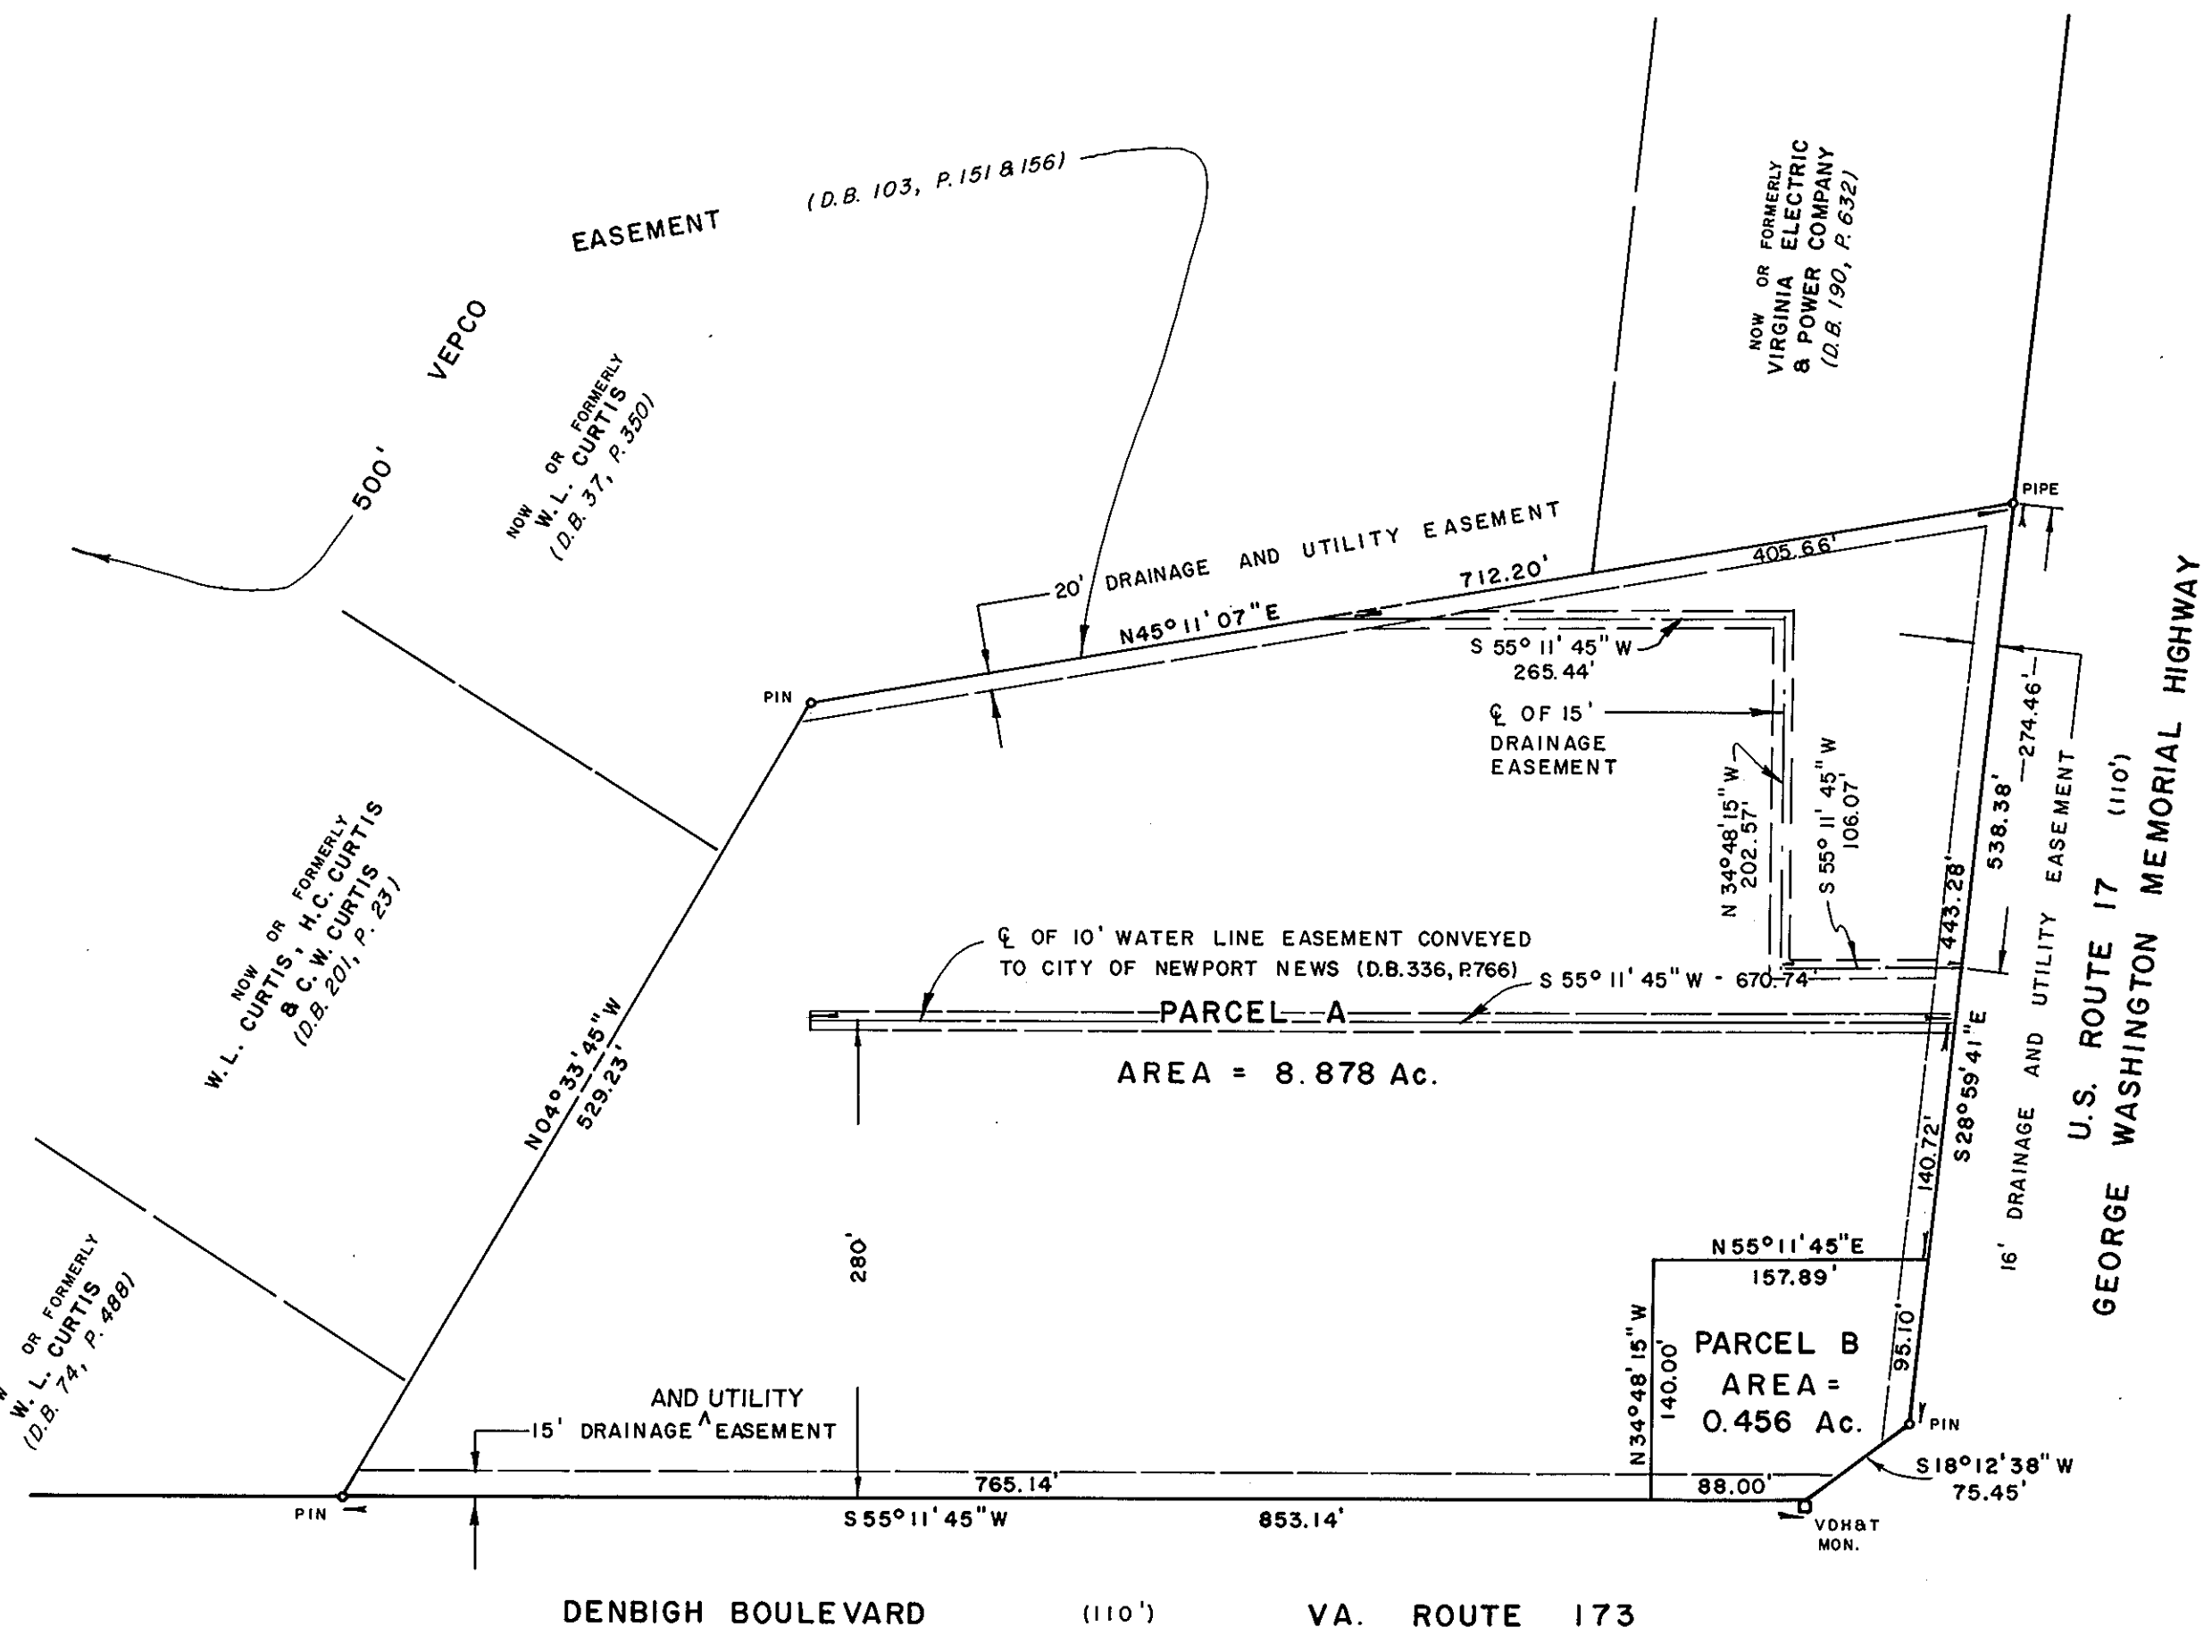 EASEMENT
(D.B. 103, P. 151 & 156)
VEPCO
500'
NOW OR FORMERLY
W. L. CURTIS
(D.B. 37, P. 350)
NOW OR FORMERLY
VIRGINIA ELECTRIC
& POWER COMPANY
(D.B. 190, P. 632)
PIPE
20' DRAINAGE AND UTILITY EASEMENT
712.20'
405.66'
N45°11'07"E
PIN
S 55° 11' 45" W
265.44'
℄ OF 15'
DRAINAGE
EASEMENT
N 34°48'15" W
202.57'
S 55° 11' 45" W
106.07'
274.46'
538.38'
443.28'
16' DRAINAGE AND UTILITY EASEMENT
U.S. ROUTE 17 (110')
GEORGE WASHINGTON MEMORIAL HIGHWAY
NOW OR FORMERLY
W. L. CURTIS, H.C. CURTIS
& C. W. CURTIS
(D.B. 201, P. 23)
N04°33'45"W
529.23'
℄ OF 10' WATER LINE EASEMENT CONVEYED
TO CITY OF NEWPORT NEWS (D.B.336, P.766)
S 55° 11' 45" W - 670.74'
PARCEL A
AREA = 8.878 Ac.
S28°59'41"E
140.72'
280'
N55°11'45"E
157.89'
N34°48'15"W
140.00'
PARCEL B
AREA =
0.456 Ac.
95.10'
PIN
S18°12'38" W
75.45'
OR FORMERLY
W. L. CURTIS
(D.B. 74, P. 488)
AND UTILITY
15' DRAINAGE ^ EASEMENT
765.14'
88.00'
PIN
S55°11'45"W
853.14'
VDH&T
MON.
DENBIGH BOULEVARD (110') VA. ROUTE 173